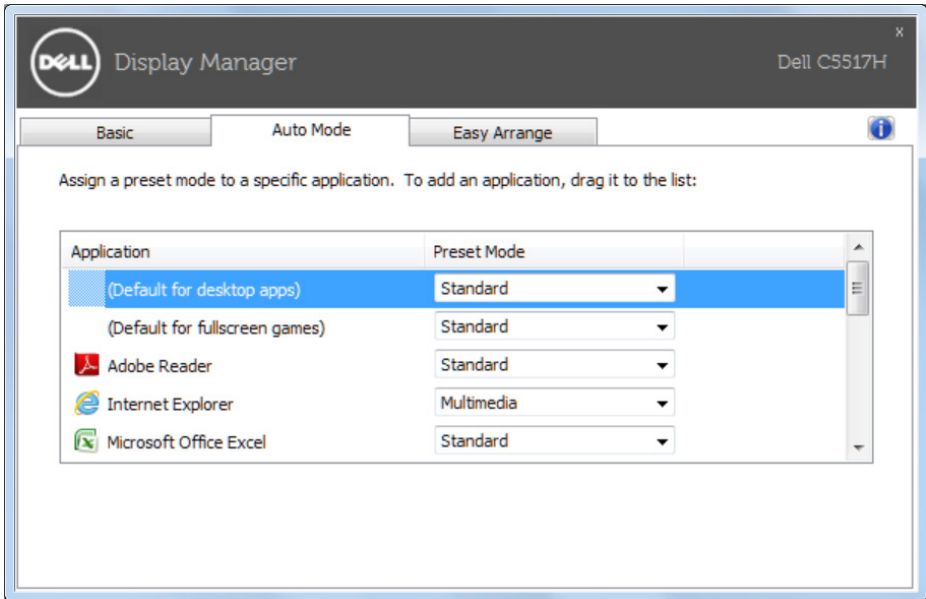 DELL Display Manager
x
Dell C5517H
Basic Auto Mode Easy Arrange
Assign a preset mode to a specific application. To add an application, drag it to the list:
Application Preset Mode
(Default for desktop apps) Standard
(Default for fullscreen games) Standard
Adobe Reader Standard
Internet Explorer Multimedia
Microsoft Office Excel Standard